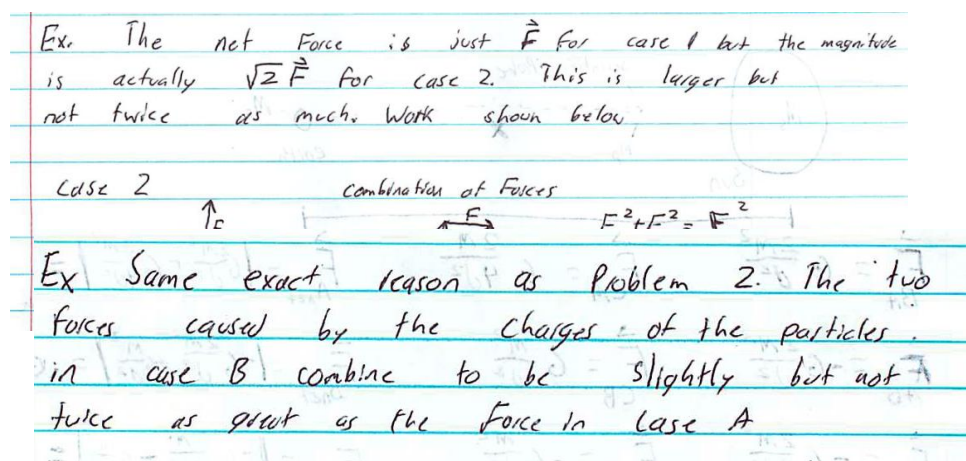 Ex. The net Force is just F⃗ for case 1 but the magnitude
is actually √2 F⃗ for case 2. This is larger but
not twice as much. Work shown below
Case 2 Combination of Forces
F F F²+F²= F²
Ex Same exact reason as Problem 2. The two
forces caused by the charges of the particles
in case B combine to be slightly but not
twice as great as the Force in case A